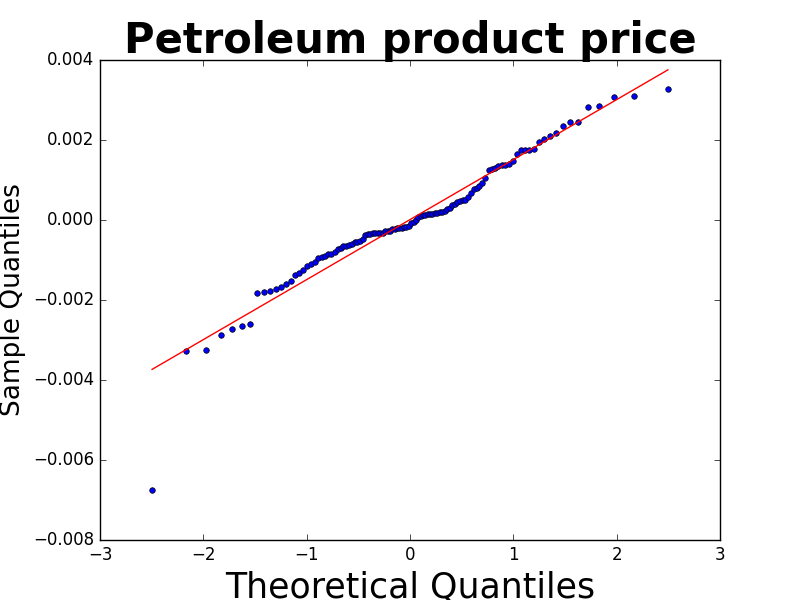 Petroleum product price
0.004
0.002
0.000
−0.002
−0.004
−0.006
−0.008
Sample Quantiles
−3 −2 −1 0 1 2 3
Theoretical Quantiles